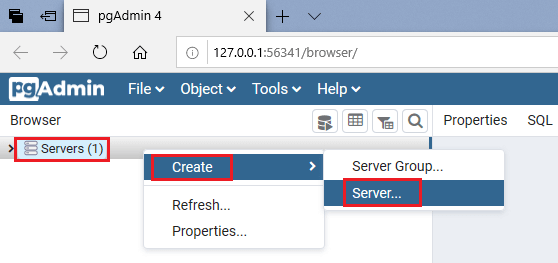 pgAdmin 4
127.0.0.1:56341/browser/
pgAdmin File Object Tools Help
Browser Properties SQL
Servers (1)
Create
Server Group...
Server...
Refresh...
Properties...